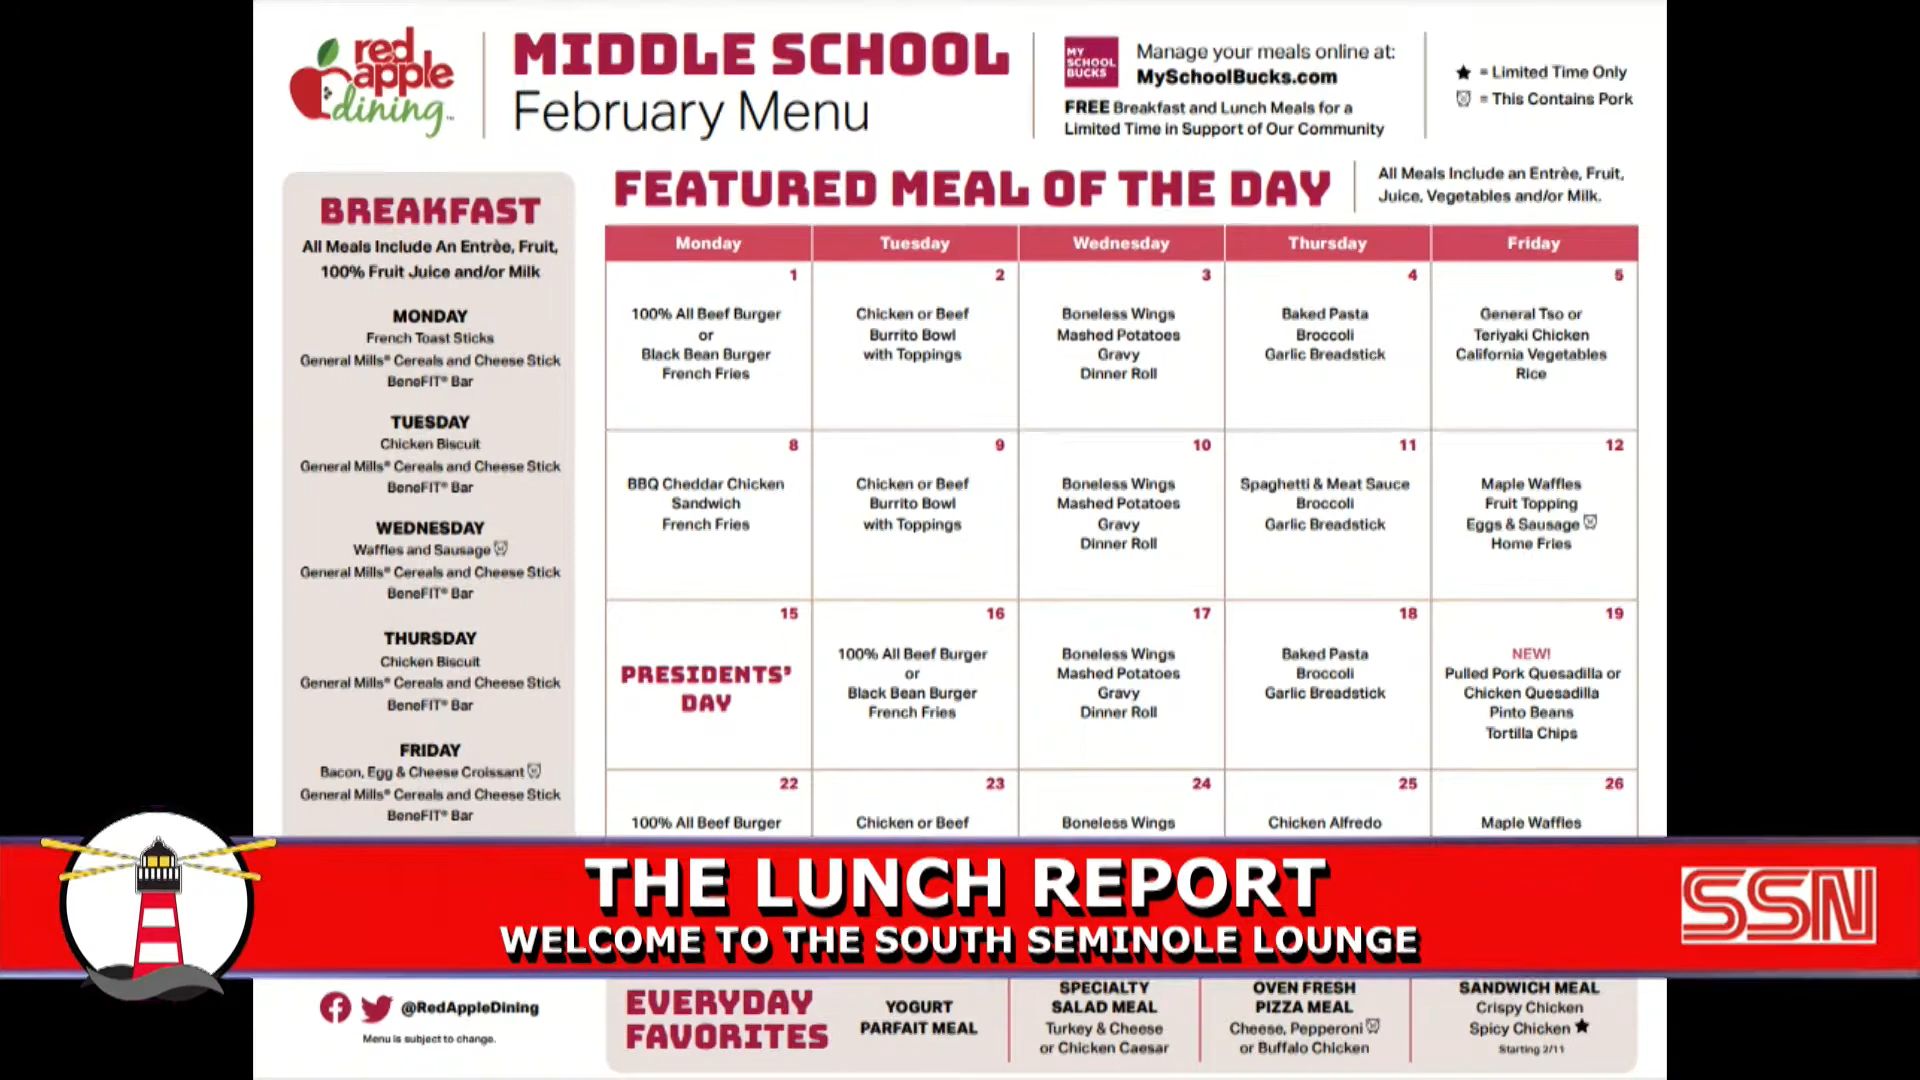 red
apple
dining™
MIDDLE SCHOOL
February Menu
MY
SCHOOL
BUCKS
Manage your meals online at:
MySchoolBucks.com
FREE Breakfast and Lunch Meals for a
Limited Time in Support of Our Community
★ = Limited Time Only
= This Contains Pork
BREAKFAST
All Meals Include An Entrèe, Fruit,
100% Fruit Juice and/or Milk
MONDAY
French Toast Sticks
General Mills® Cereals and Cheese Stick
BeneFIT® Bar
TUESDAY
Chicken Biscuit
General Mills® Cereals and Cheese Stick
BeneFIT® Bar
WEDNESDAY
Waffles and Sausage
General Mills® Cereals and Cheese Stick
BeneFIT® Bar
THURSDAY
Chicken Biscuit
General Mills® Cereals and Cheese Stick
BeneFIT® Bar
FRIDAY
Bacon, Egg & Cheese Croissant
General Mills® Cereals and Cheese Stick
BeneFIT® Bar
FEATURED MEAL OF THE DAY
All Meals Include an Entrèe, Fruit,
Juice, Vegetables and/or Milk.
Monday Tuesday Wednesday Thursday Friday
1
100% All Beef Burger
or
Black Bean Burger
French Fries
2
Chicken or Beef
Burrito Bowl
with Toppings
3
Boneless Wings
Mashed Potatoes
Gravy
Dinner Roll
4
Baked Pasta
Broccoli
Garlic Breadstick
5
General Tso or
Teriyaki Chicken
California Vegetables
Rice
8
BBQ Cheddar Chicken
Sandwich
French Fries
9
Chicken or Beef
Burrito Bowl
with Toppings
10
Boneless Wings
Mashed Potatoes
Gravy
Dinner Roll
11
Spaghetti & Meat Sauce
Broccoli
Garlic Breadstick
12
Maple Waffles
Fruit Topping
Eggs & Sausage
Home Fries
15
PRESIDENTS'
DAY
16
100% All Beef Burger
or
Black Bean Burger
French Fries
17
Boneless Wings
Mashed Potatoes
Gravy
Dinner Roll
18
Baked Pasta
Broccoli
Garlic Breadstick
19
NEW!
Pulled Pork Quesadilla or
Chicken Quesadilla
Pinto Beans
Tortilla Chips
22
100% All Beef Burger
23
Chicken or Beef
24
Boneless Wings
25
Chicken Alfredo
26
Maple Waffles
THE LUNCH REPORT
WELCOME TO THE SOUTH SEMINOLE LOUNGE
SSN
@RedAppleDining
Menu is subject to change.
EVERYDAY
FAVORITES
YOGURT
PARFAIT MEAL
SPECIALTY
SALAD MEAL
Turkey & Cheese
or Chicken Caesar
OVEN FRESH
PIZZA MEAL
Cheese, Pepperoni
or Buffalo Chicken
SANDWICH MEAL
Crispy Chicken
Spicy Chicken ★
Starting 2/11